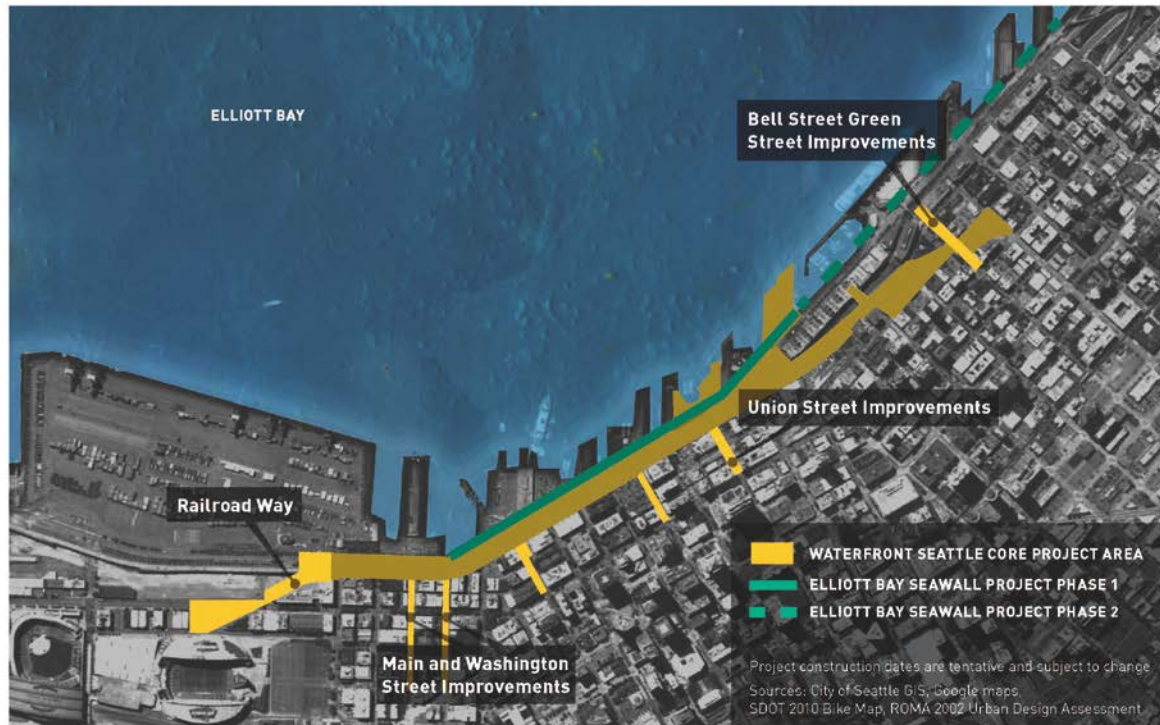 ELLIOTT BAY
Bell Street Green
Street Improvements
Union Street Improvements
Railroad Way
Main and Washington
Street Improvements
WATERFRONT SEATTLE CORE PROJECT AREA
ELLIOTT BAY SEAWALL PROJECT PHASE 1
ELLIOTT BAY SEAWALL PROJECT PHASE 2
Project construction dates are tentative and subject to change
Sources: City of Seattle GIS, Google maps,
SDOT 2010 Bike Map, ROMA 2002 Urban Design Assessment